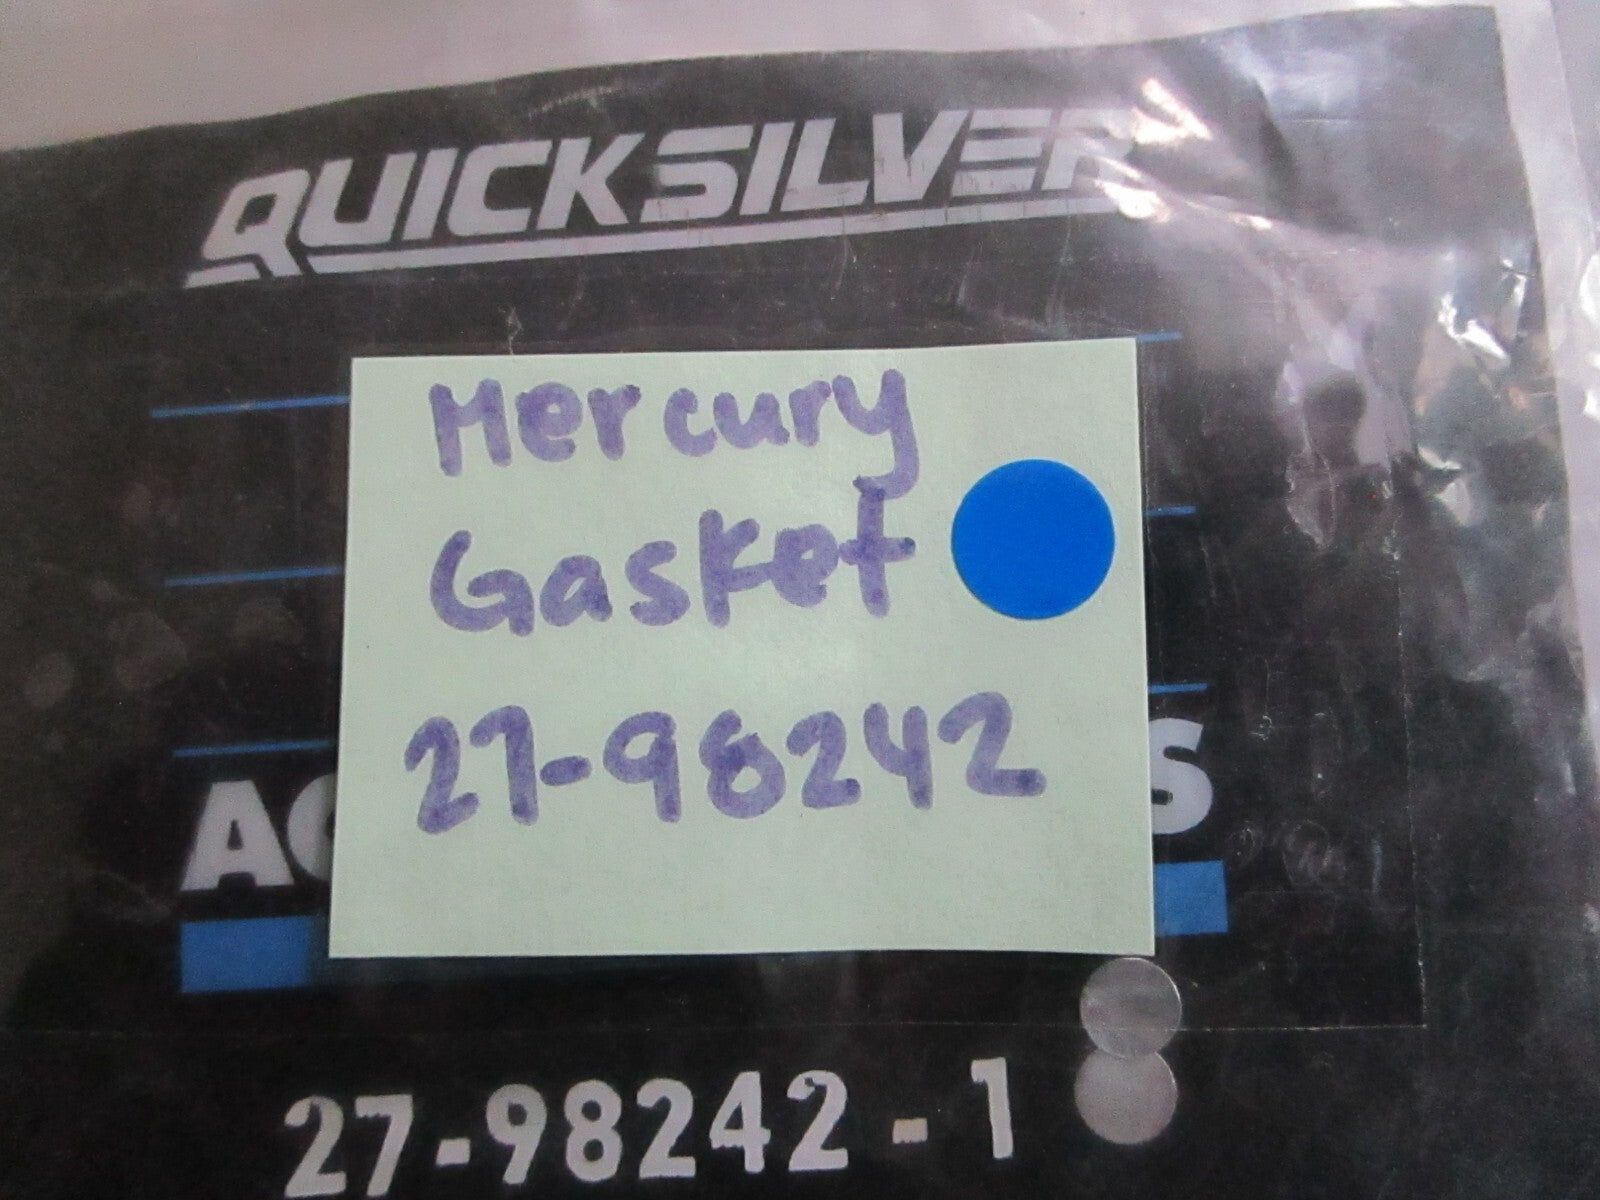 QUICKSILVER
Mercury
Gasket
27-98242
27-98242-1